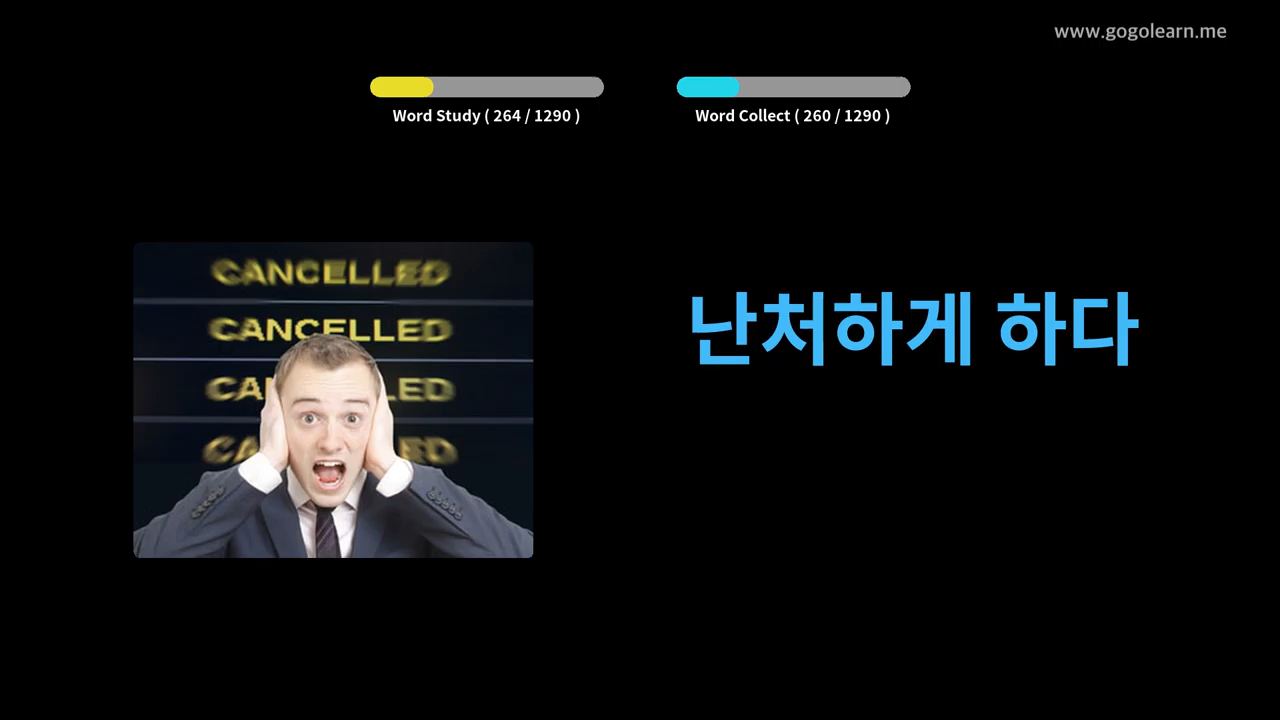 www.gogolearn.me
Word Study ( 264 / 1290 )
Word Collect ( 260 / 1290 )
CANCELLED
CANCELLED
난처하게 하다